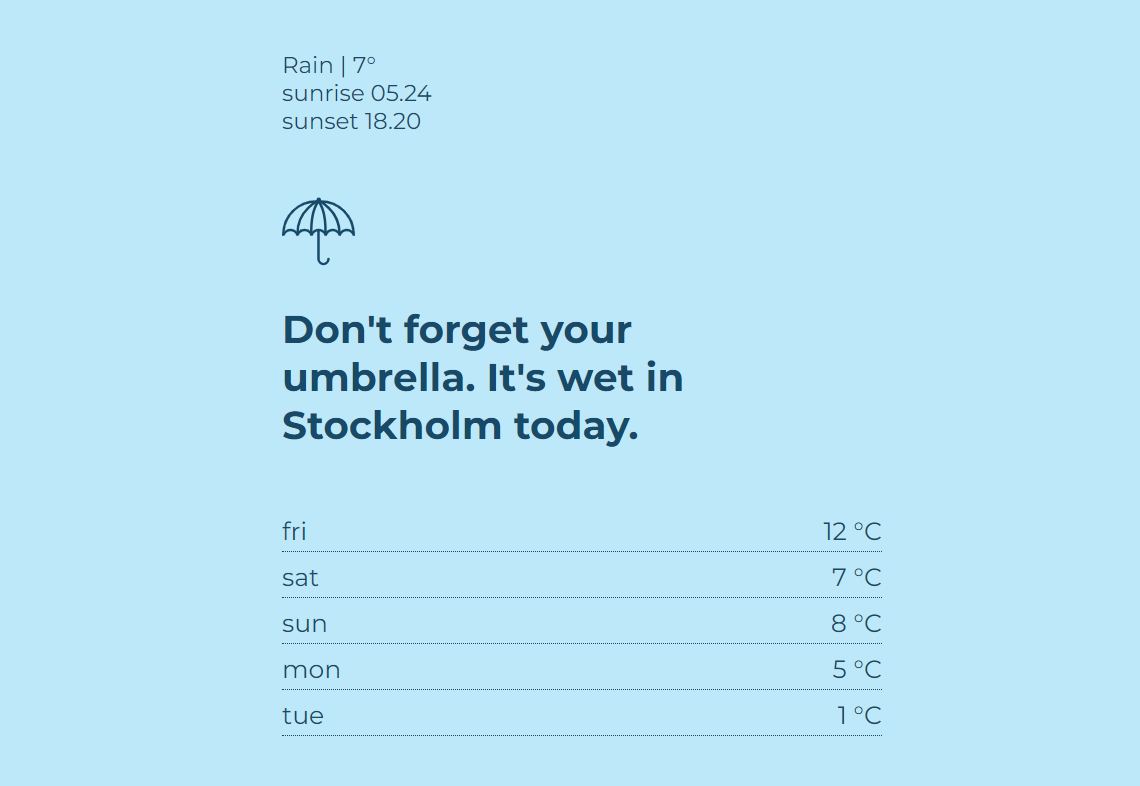 Rain | 7°
sunrise 05.24
sunset 18.20
Don't forget your
umbrella. It's wet in
Stockholm today.
fri 12 °C
sat 7 °C
sun 8 °C
mon 5 °C
tue 1 °C